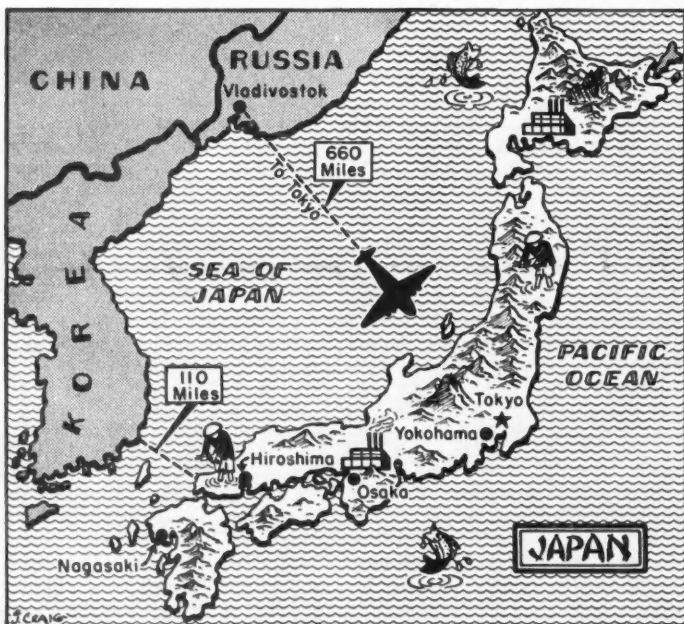 CHINA
RUSSIA
Vladivostok
660
Miles
To Tokyo
KOREA
SEA OF
JAPAN
110
Miles
PACIFIC
OCEAN
Tokyo
Yokohama
Hiroshima
Osaka
Nagasaki
JAPAN
J. CRAIG